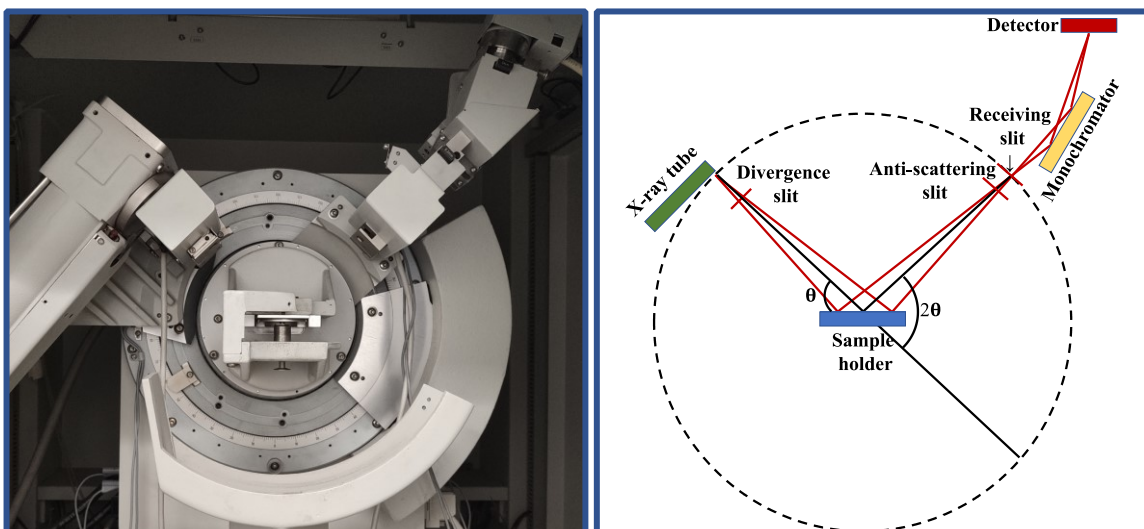 Detector
Receiving
slit
Monochromator
Anti-scattering
slit
X-ray tube
Divergence
slit
θ
2θ
Sample
holder